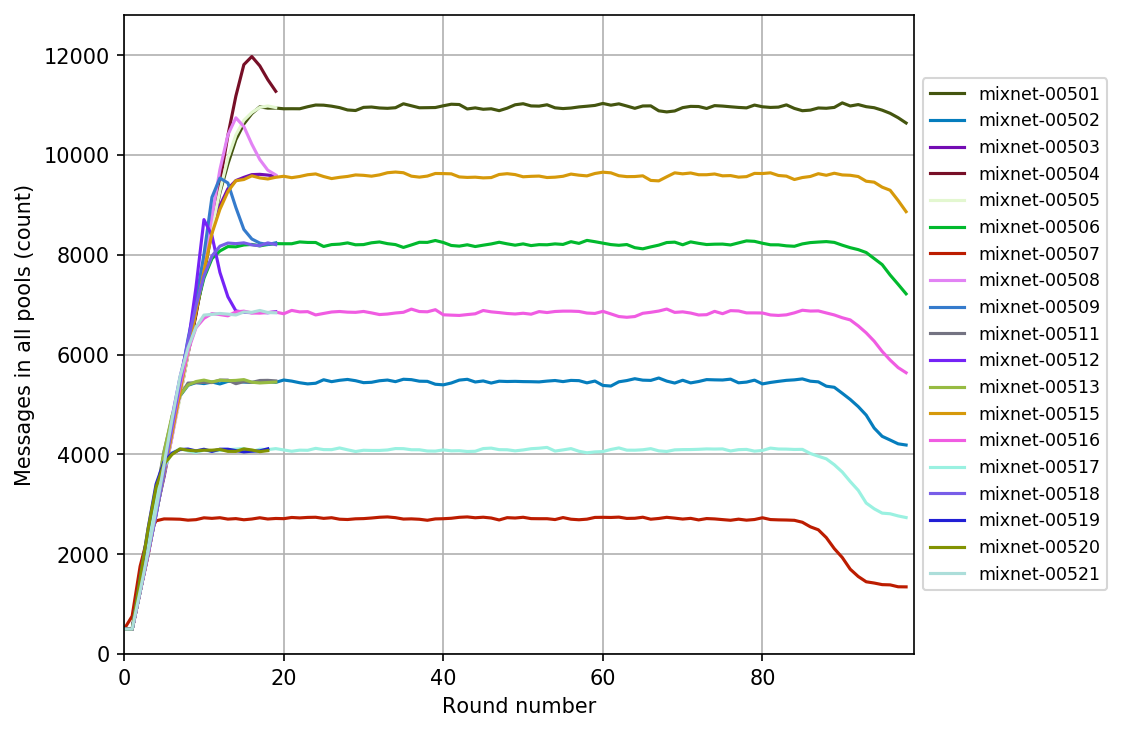 12000
10000
8000
6000
4000
2000
0
Messages in all pools (count)
0 20 40 60 80
Round number
mixnet-00501
mixnet-00502
mixnet-00503
mixnet-00504
mixnet-00505
mixnet-00506
mixnet-00507
mixnet-00508
mixnet-00509
mixnet-00511
mixnet-00512
mixnet-00513
mixnet-00515
mixnet-00516
mixnet-00517
mixnet-00518
mixnet-00519
mixnet-00520
mixnet-00521